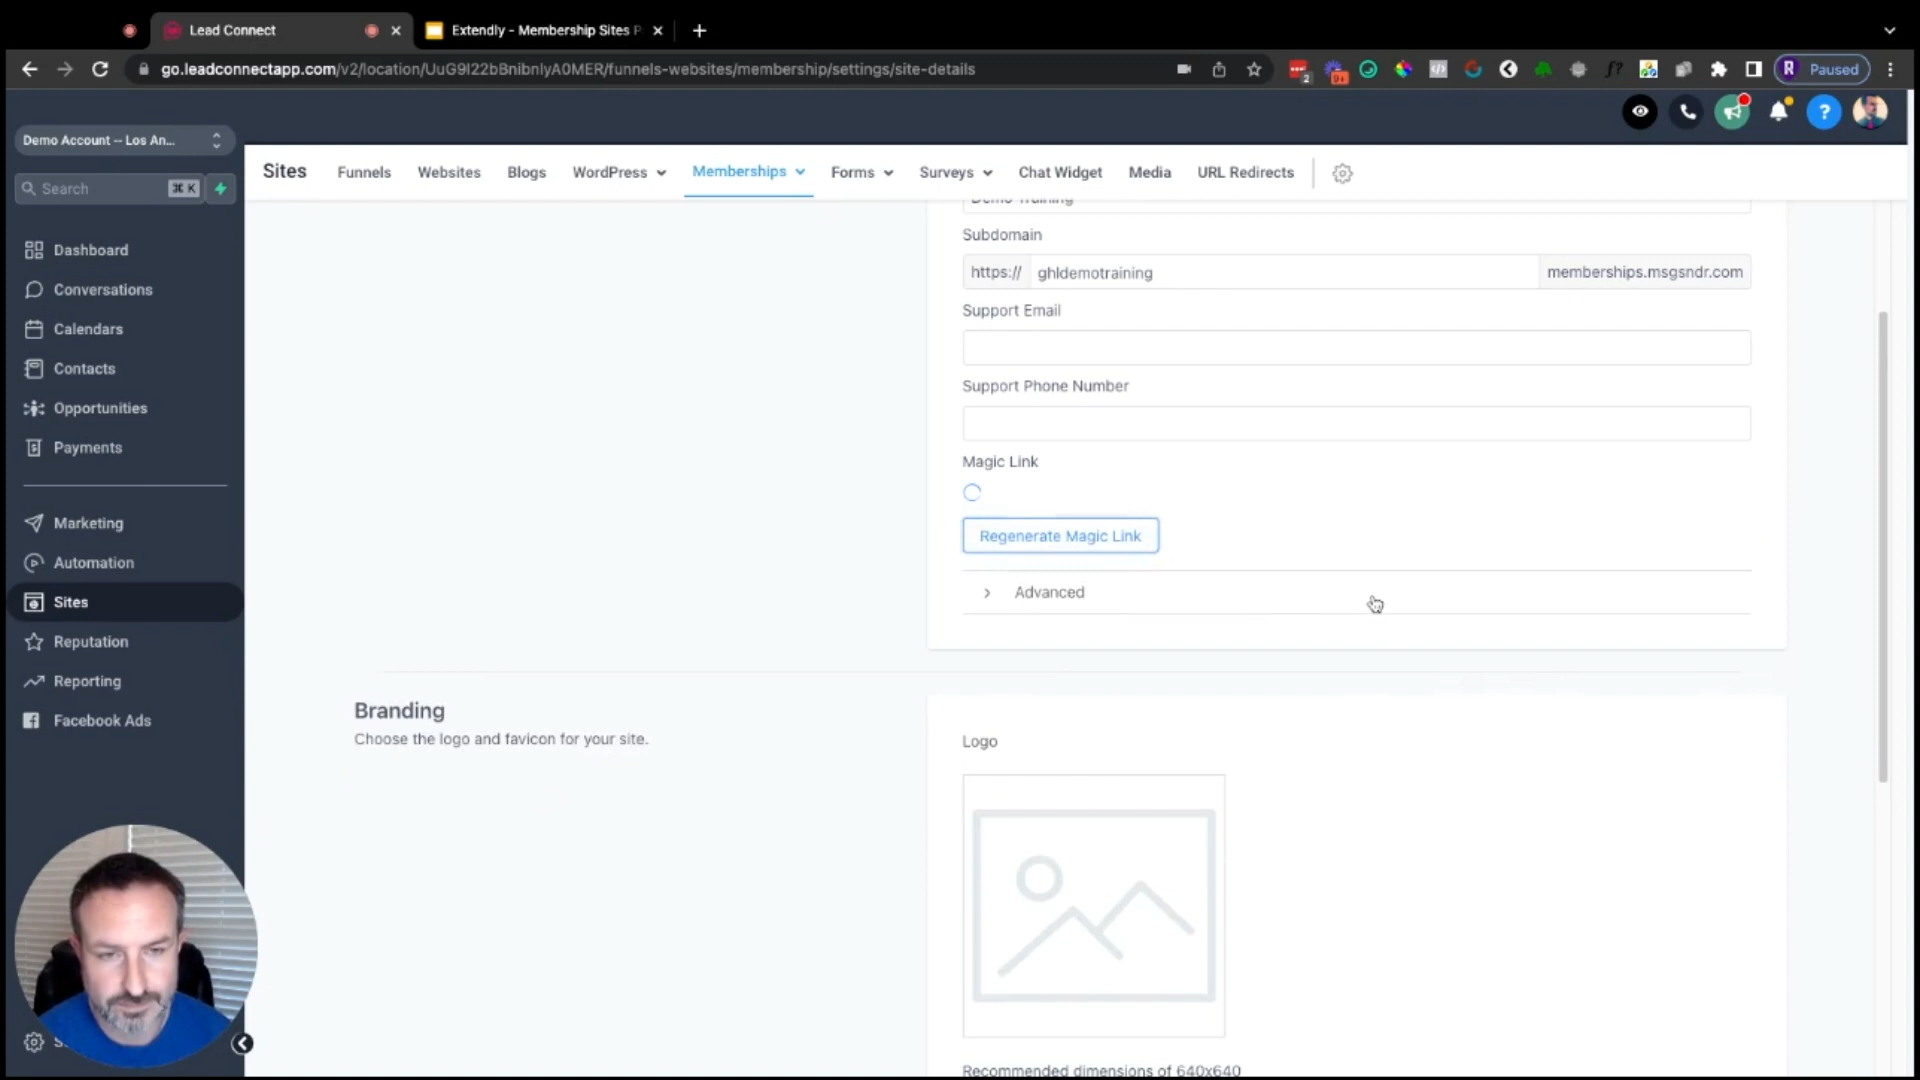 Lead Connect
Extendly - Membership Sites P
go.leadconnectapp.com/v2/location/UuG9I22bBnibnlyA0MER/funnels-websites/membership/settings/site-details
2
9+
f?
R Paused
Demo Account -- Los An...
Search ⌘ K
Sites Funnels Websites Blogs WordPress Memberships Forms Surveys Chat Widget Media URL Redirects
Dashboard
Conversations
Calendars
Contacts
Opportunities
Payments
Marketing
Automation
Sites
Reputation
Reporting
Facebook Ads
S
Demo Training
Subdomain
https:// ghldemotraining memberships.msgsndr.com
Support Email
Support Phone Number
Magic Link
Regenerate Magic Link
Advanced
Branding
Choose the logo and favicon for your site.
Logo
Recommended dimensions of 640x640